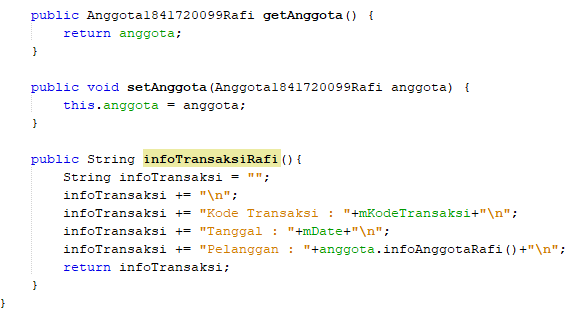 public Anggota1841720099Rafi getAnggota() {
return anggota;
}
public void setAnggota(Anggota1841720099Rafi anggota) {
this.anggota = anggota;
}
public String infoTransaksiRafi(){
String infoTransaksi = "";
infoTransaksi += "\n";
infoTransaksi += "Kode Transaksi : "+mKodeTransaksi+"\n";
infoTransaksi += "Tanggal : "+mDate+"\n";
infoTransaksi += "Pelanggan : "+anggota.infoAnggotaRafi()+"\n";
return infoTransaksi;
}
}